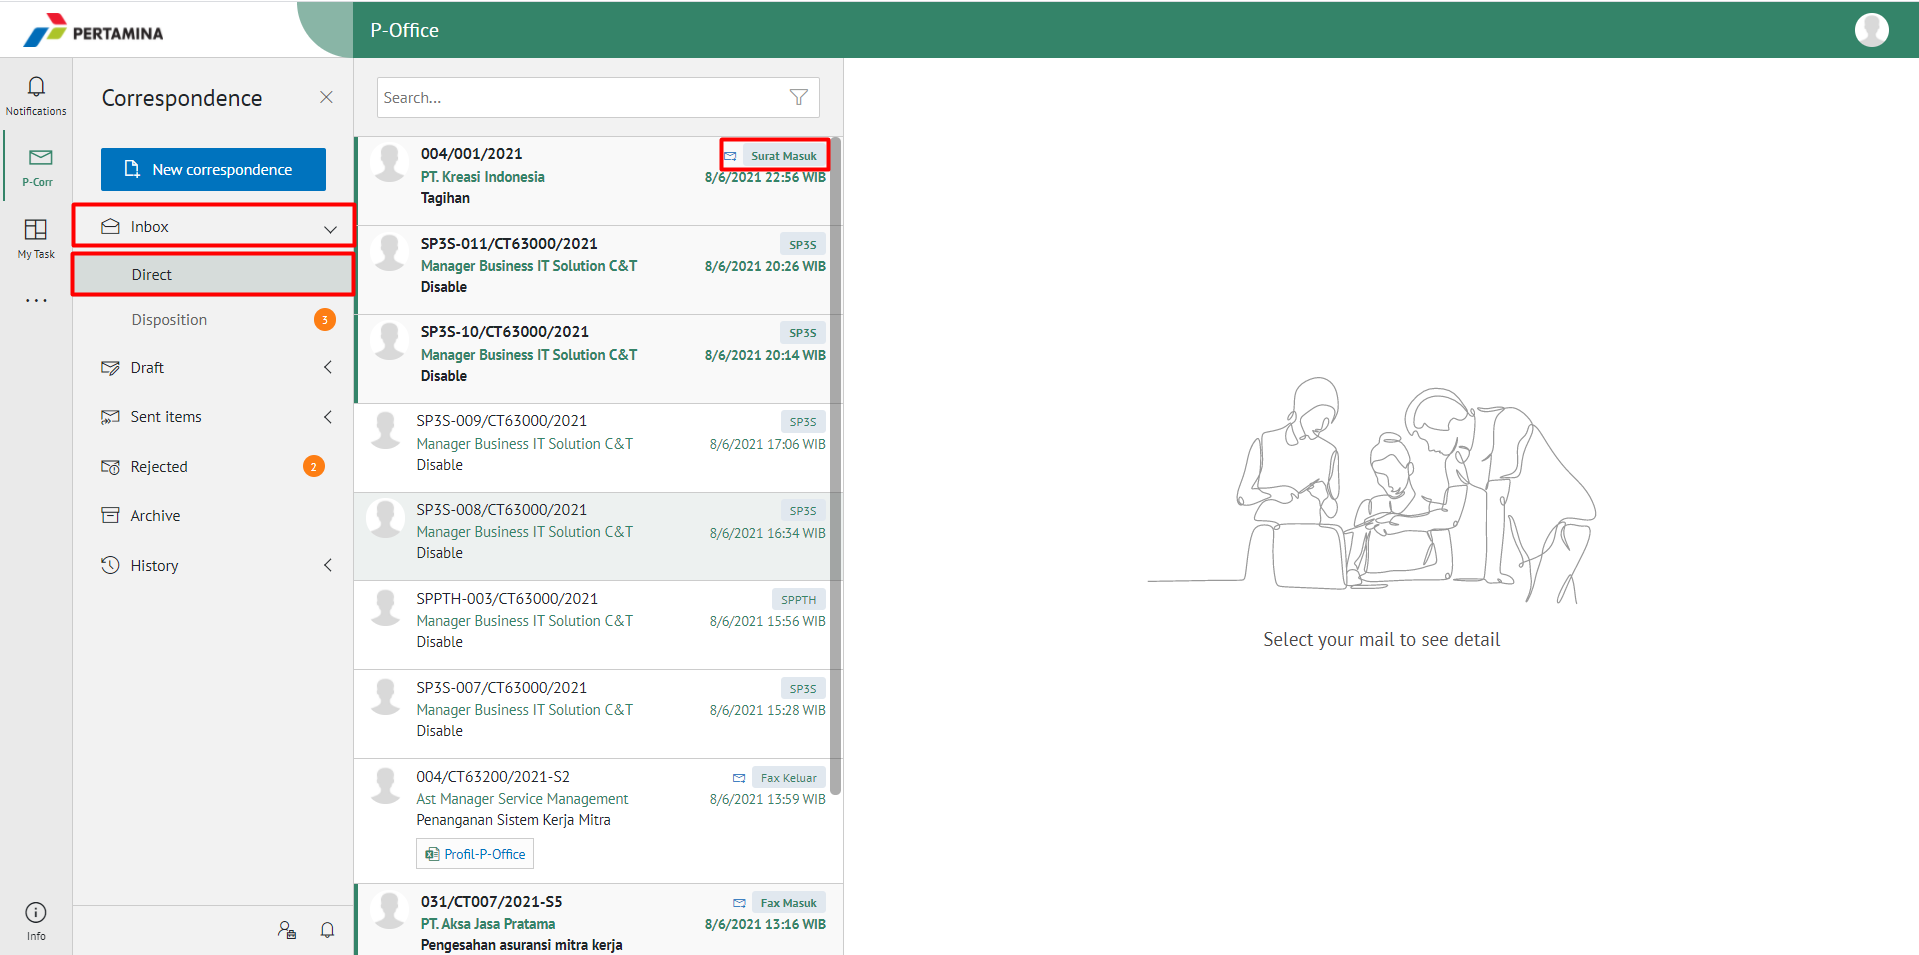 PERTAMINA
P-Office
Notifications
P-Corr
My Task
Info
Correspondence
New correspondence
Inbox
Direct
Disposition 3
Draft
Sent items
Rejected 2
Archive
History
Search...
004/001/2021 Surat Masuk
PT. Kreasi Indonesia 8/6/2021 22:56 WIB
Tagihan
SP3S-011/CT63000/2021 SP3S
Manager Business IT Solution C&T 8/6/2021 20:26 WIB
Disable
SP3S-10/CT63000/2021 SP3S
Manager Business IT Solution C&T 8/6/2021 20:14 WIB
Disable
SP3S-009/CT63000/2021 SP3S
Manager Business IT Solution C&T 8/6/2021 17:06 WIB
Disable
SP3S-008/CT63000/2021 SP3S
Manager Business IT Solution C&T 8/6/2021 16:34 WIB
Disable
SPPTH-003/CT63000/2021 SPPTH
Manager Business IT Solution C&T 8/6/2021 15:56 WIB
Disable
SP3S-007/CT63000/2021 SP3S
Manager Business IT Solution C&T 8/6/2021 15:28 WIB
Disable
004/CT63200/2021-S2 Fax Keluar
Ast Manager Service Management 8/6/2021 13:59 WIB
Penanganan Sistem Kerja Mitra
Profil-P-Office
031/CT007/2021-S5 Fax Masuk
PT. Aksa Jasa Pratama 8/6/2021 13:16 WIB
Pengesahan asuransi mitra kerja
Select your mail to see detail